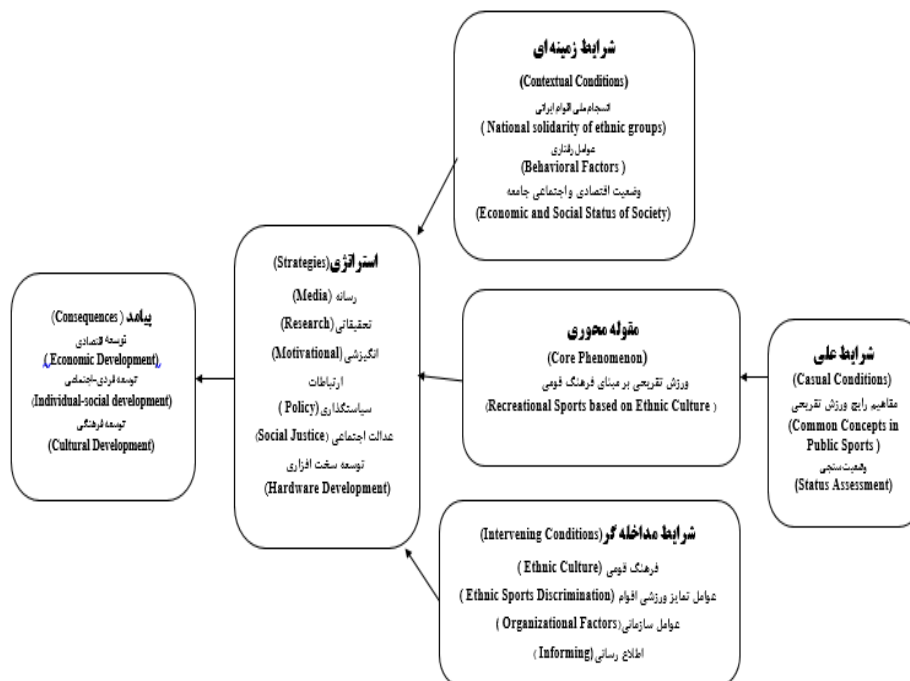 شرایط زمینه ای
(Contextual Conditions)
انسجام ملی اقوام ایرانی
( National solidarity of ethnic groups)
عوامل رفتاری
(Behavioral Factors )
وضعیت اقتصادی و اجتماعی جامعه
(Economic and Social Status of Society)
شرایط علی
(Casual Conditions)
مفاهیم رایج ورزش تفریحی
(Common Concepts in
Public Sports )
وضعیت سنجی
(Status Assessment)
مقوله محوری
(Core Phenomenon)
ورزش تفریحی بر مبنای فرهنگ قومی
(Recreational Sports based on Ethnic Culture )
شرایط مداخله گر (Intervening Conditions)
فرهنگ قومی (Ethnic Culture )
عوامل تمایز ورزشی اقوام (Ethnic Sports Discrimination )
عوامل سازمانی (Organizational Factors )
اطلاع رسانی (Informing )
استراتژی (Strategies)
رسانه (Media)
تحقیقاتی (Research)
انگیزشی (Motivational)
ارتباطات
سیاستگذاری (Policy )
عدالت اجتماعی (Social Justice)
توسعه سخت افزاری
(Hardware Development)
پیامد (Consequences )
توسعه اقتصادی
(Economic Development)
توسعه فردی-اجتماعی
(Individual-social development)
توسعه فرهنگی
(Cultural Development)